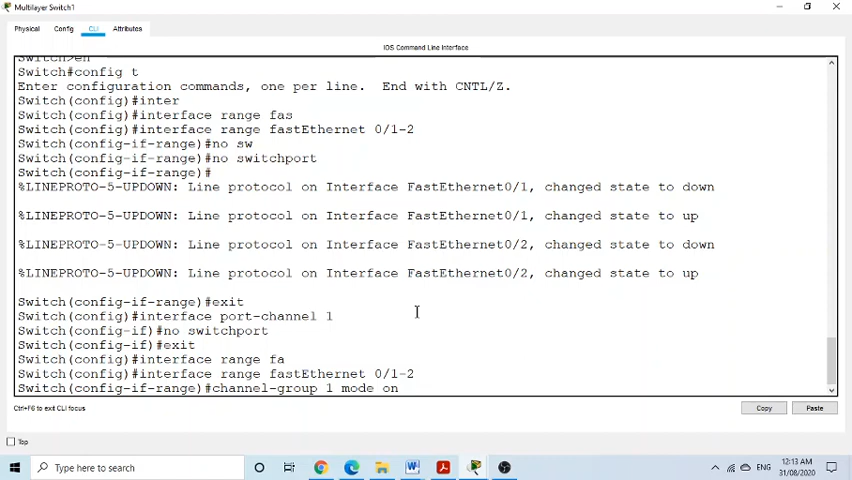 Multilayer Switch1
Physical Config CLI Attributes
IOS Command Line Interface
Switch>en
Switch#config t
Enter configuration commands, one per line.  End with CNTL/Z.
Switch(config)#inter
Switch(config)#interface range fas
Switch(config)#interface range fastEthernet 0/1-2
Switch(config-if-range)#no sw
Switch(config-if-range)#no switchport
Switch(config-if-range)#
%LINEPROTO-5-UPDOWN: Line protocol on Interface FastEthernet0/1, changed state to down
%LINEPROTO-5-UPDOWN: Line protocol on Interface FastEthernet0/1, changed state to up
%LINEPROTO-5-UPDOWN: Line protocol on Interface FastEthernet0/2, changed state to down
%LINEPROTO-5-UPDOWN: Line protocol on Interface FastEthernet0/2, changed state to up
Switch(config-if-range)#exit
Switch(config)#interface port-channel 1
Switch(config-if)#no switchport
Switch(config-if)#exit
Switch(config)#interface range fa
Switch(config)#interface range fastEthernet 0/1-2
Switch(config-if-range)#channel-group 1 mode on
Ctrl+F6 to exit CLI focus
Copy Paste
Top
Type here to search
ENG
12:13 AM
31/08/2020